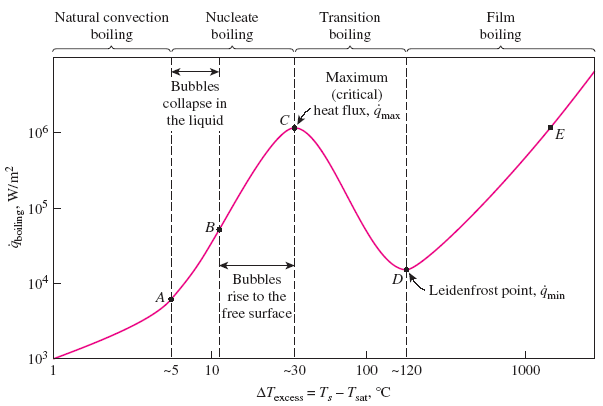 Natural convection
boiling
Nucleate
boiling
Transition
boiling
Film
boiling
Bubbles
collapse in
the liquid
Maximum
(critical)
heat flux, q̇max
C
10⁶
E
q̇boiling, W/m²
10⁵
B
10⁴
A
Bubbles
rise to the
free surface
D
Leidenfrost point, q̇min
10³
1
~5
10
~30
100
~120
1000
ΔTexcess = Ts – Tsat, °C